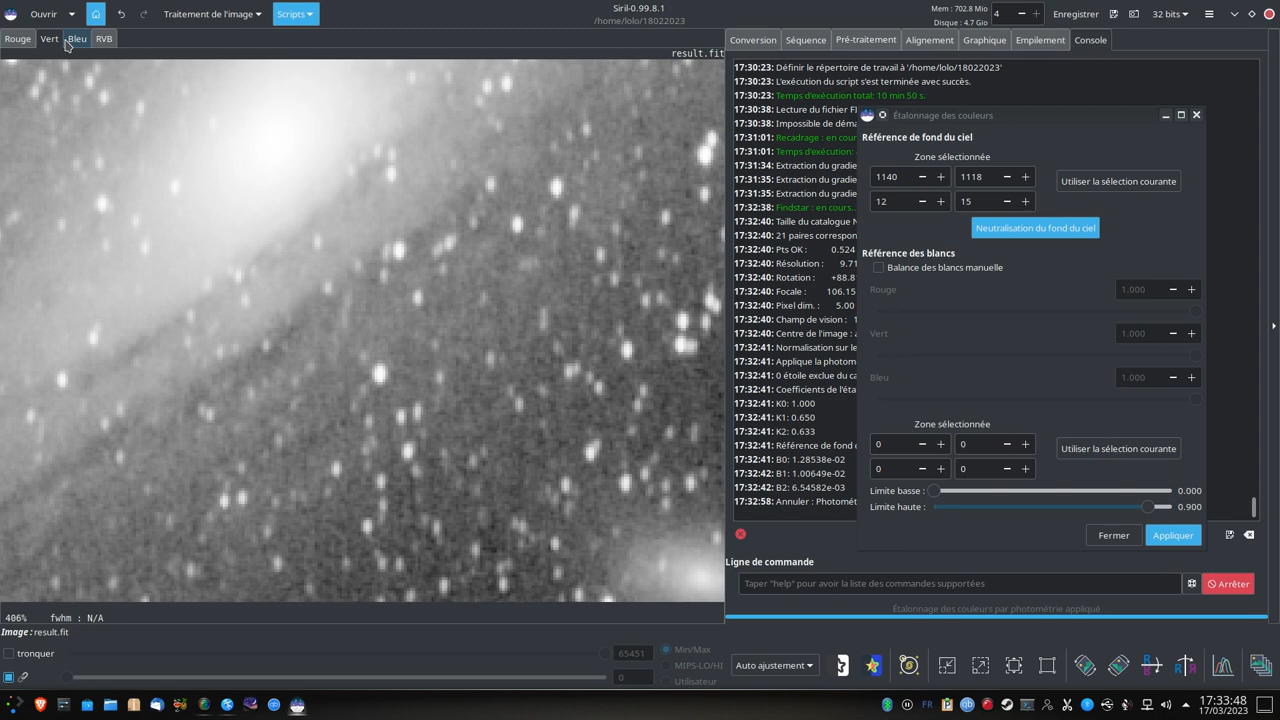 Ouvrir
Traitement de l'image
Scripts
Siril-0.99.8.1
/home/lolo/18022023
Mem : 702.8 Mio
Disque : 4.7 Gio
4
Enregistrer
32 bits
Rouge
Vert
Bleu
RVB
result.fit
Conversion
Séquence
Pré-traitement
Alignement
Graphique
Empilement
Console
17:30:23: Définir le répertoire de travail à '/home/lolo/18022023'
17:30:23: L'exécution du script s'est terminée avec succès.
17:30:23: Temps d'exécution total: 10 min 50 s.
17:30:38: Lecture du fichier
17:30:38: Impossible de
17:31:01: Recadrage : en
17:31:01: Temps d'exécution:
17:31:34: Extraction du
17:31:35: Extraction du
17:31:35: Extraction du
17:32:38: Findstar : en cours..
17:32:40: Taille du catalogue
17:32:40: 21 paires
17:32:40: Pts OK : 0.524
17:32:40: Résolution : 9.71
17:32:40: Rotation : +88.8
17:32:40: Focale : 106.15
17:32:40: Pixel dim. : 5.00
17:32:40: Champ de vision : 1
17:32:40: Centre de l'image : a
17:32:41: Normalisation sur le
17:32:41: Applique la
17:32:41: 0 étoile exclue du ca
17:32:41: Coefficients de
17:32:41: K0: 1.000
17:32:41: K1: 0.650
17:32:41: K2: 0.633
17:32:41: Référence de fond
17:32:41: B0: 1.28538e-02
17:32:42: B1: 1.00649e-02
17:32:42: B2: 6.54582e-03
17:32:58: Annuler : Photomét
Étalonnage des couleurs
Référence de fond du ciel
Zone sélectionnée
1140
1118
12
15
Utiliser la sélection courante
Neutralisation du fond du ciel
Référence des blancs
Balance des blancs manuelle
Rouge
1.000
Vert
1.000
Bleu
1.000
Zone sélectionnée
0
0
0
0
Utiliser la sélection courante
Limite basse :
0.000
Limite haute :
0.900
Fermer
Appliquer
Ligne de commande
Taper "help" pour avoir la liste des commandes supportées
Arrêter
Étalonnage des couleurs par photométrie appliqué
406%
fwhm : N/A
Image: result.fit
tronquer
65451
0
Min/Max
MIPS-LO/HI
Utilisateur
Auto ajustement
FR
17:33:48
17/03/2023